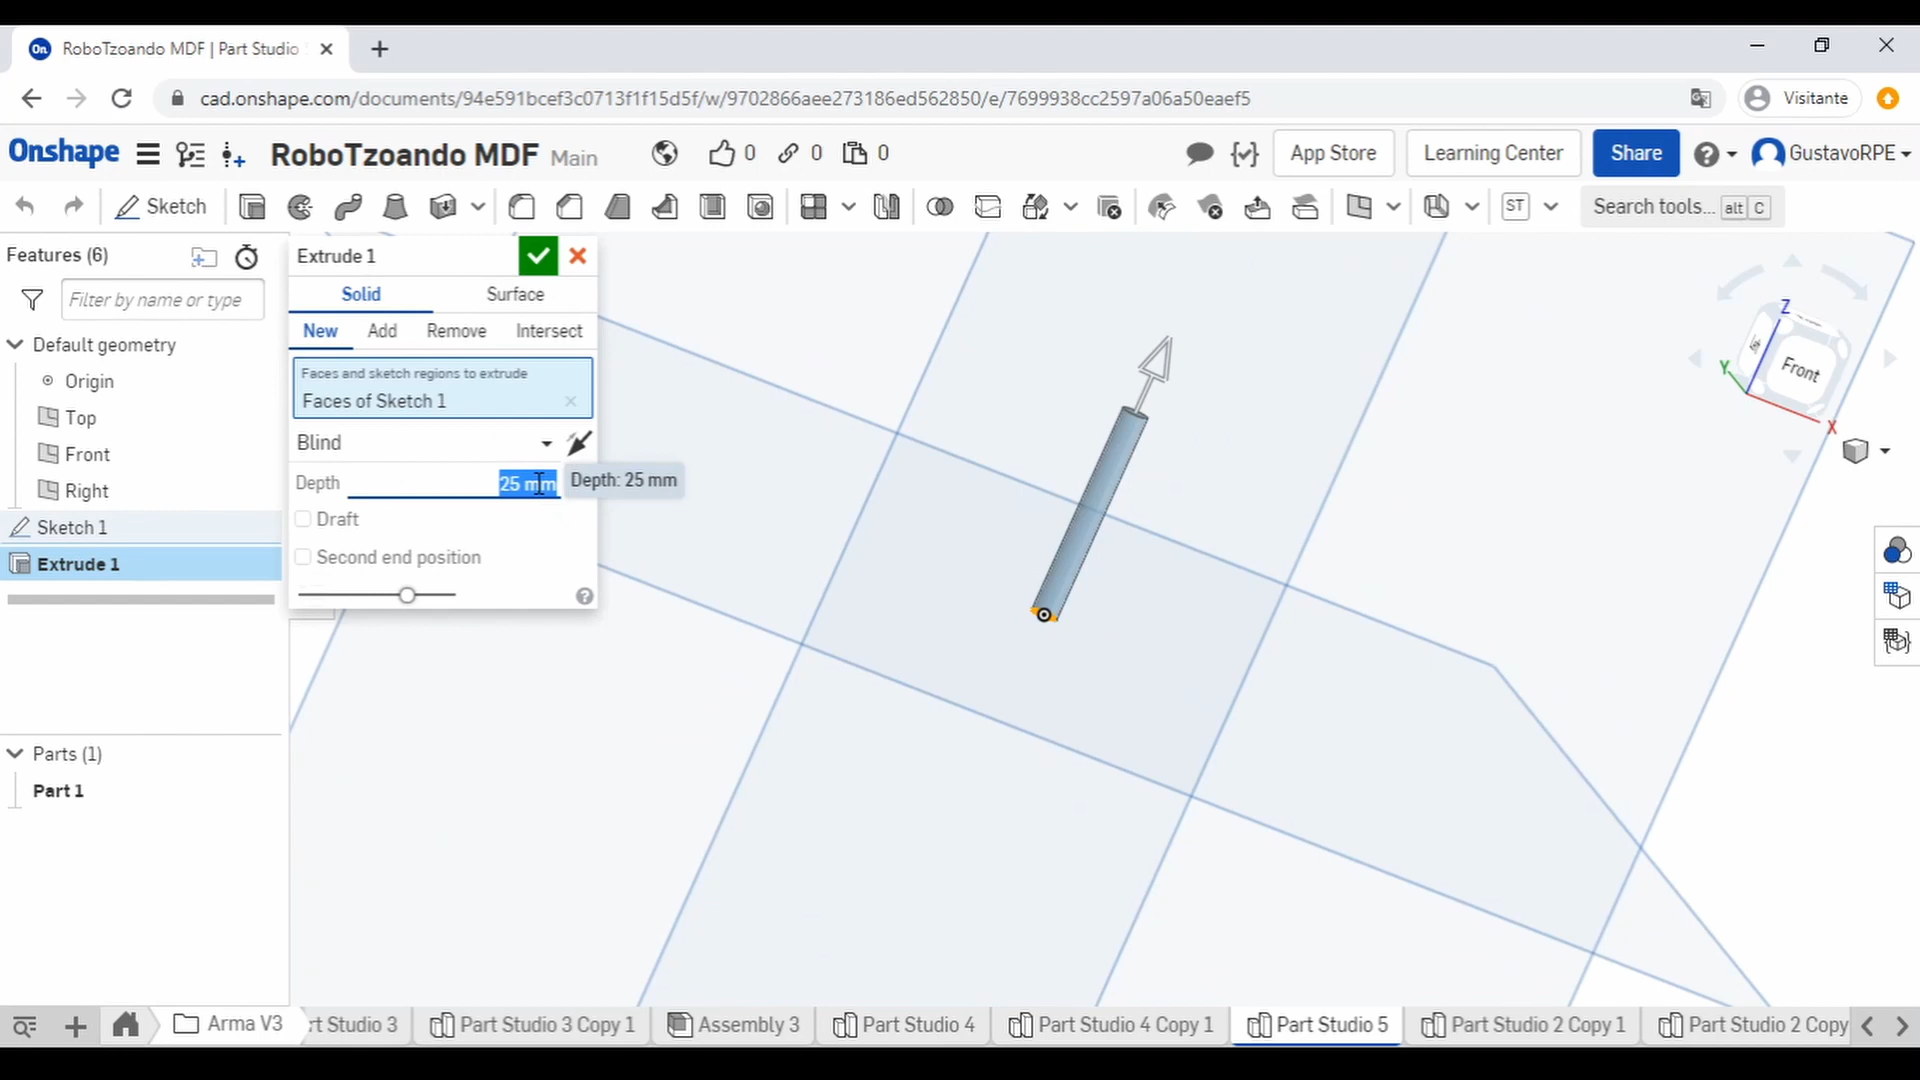 RoboTzoando MDF | Part Studio
cad.onshape.com/documents/94e591bcef3c0713f1f15d5f/w/9702866aee273186ed562850/e/7699938cc2597a06a50eaef5
Visitante
Onshape
RoboTzoando MDF Main
0
0
0
App Store
Learning Center
Share
GustavoRPE
Sketch
ST
Search tools... alt C
Features (6)
Filter by name or type
Default geometry
Origin
Top
Front
Right
Sketch 1
Extrude 1
Parts (1)
Part 1
Extrude 1
Solid
Surface
New
Add
Remove
Intersect
Faces and sketch regions to extrude
Faces of Sketch 1
Blind
Depth
25 mm
Depth: 25 mm
Draft
Second end position
Z
Y
X
Front
Arma V3
rt Studio 3
Part Studio 3 Copy 1
Assembly 3
Part Studio 4
Part Studio 4 Copy 1
Part Studio 5
Part Studio 2 Copy 1
Part Studio 2 Copy